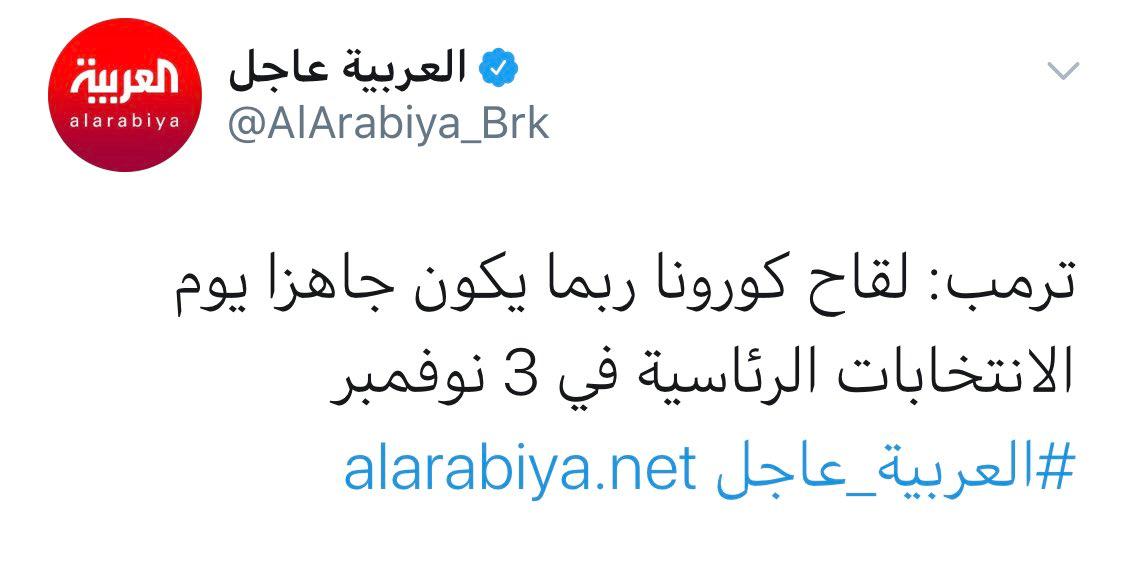 العربية
alarabiya
العربية عاجل
@AlArabiya_Brk
ترمب: لقاح كورونا ربما يكون جاهزا يوم
الانتخابات الرئاسية في 3 نوفمبر
#العربية_عاجل alarabiya.net